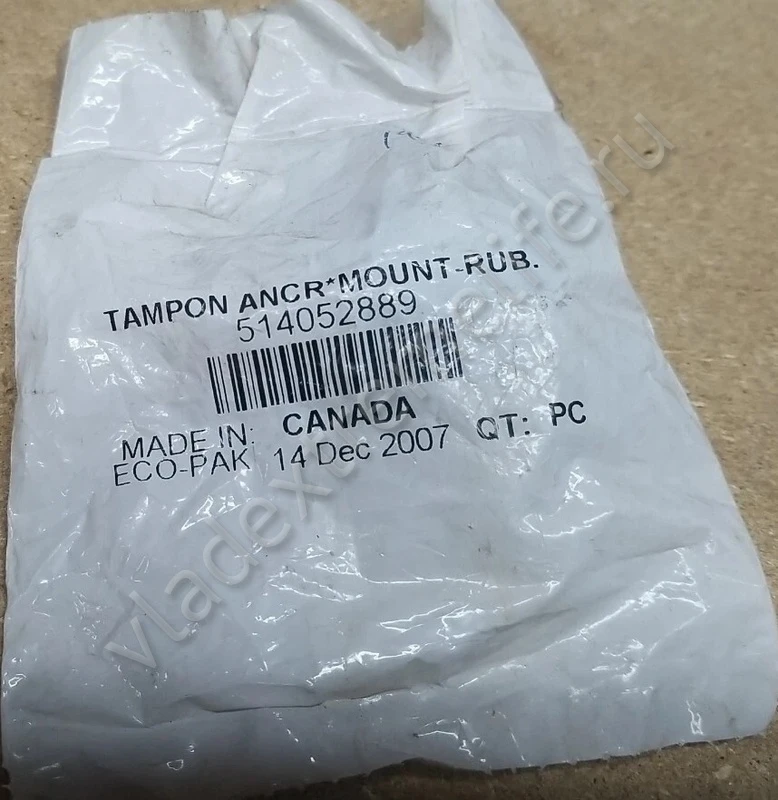 TAMPON ANCR*MOUNT-RUB.
514052889
MADE IN: CANADA
ECO-PAK 14 Dec 2007 QT: PC